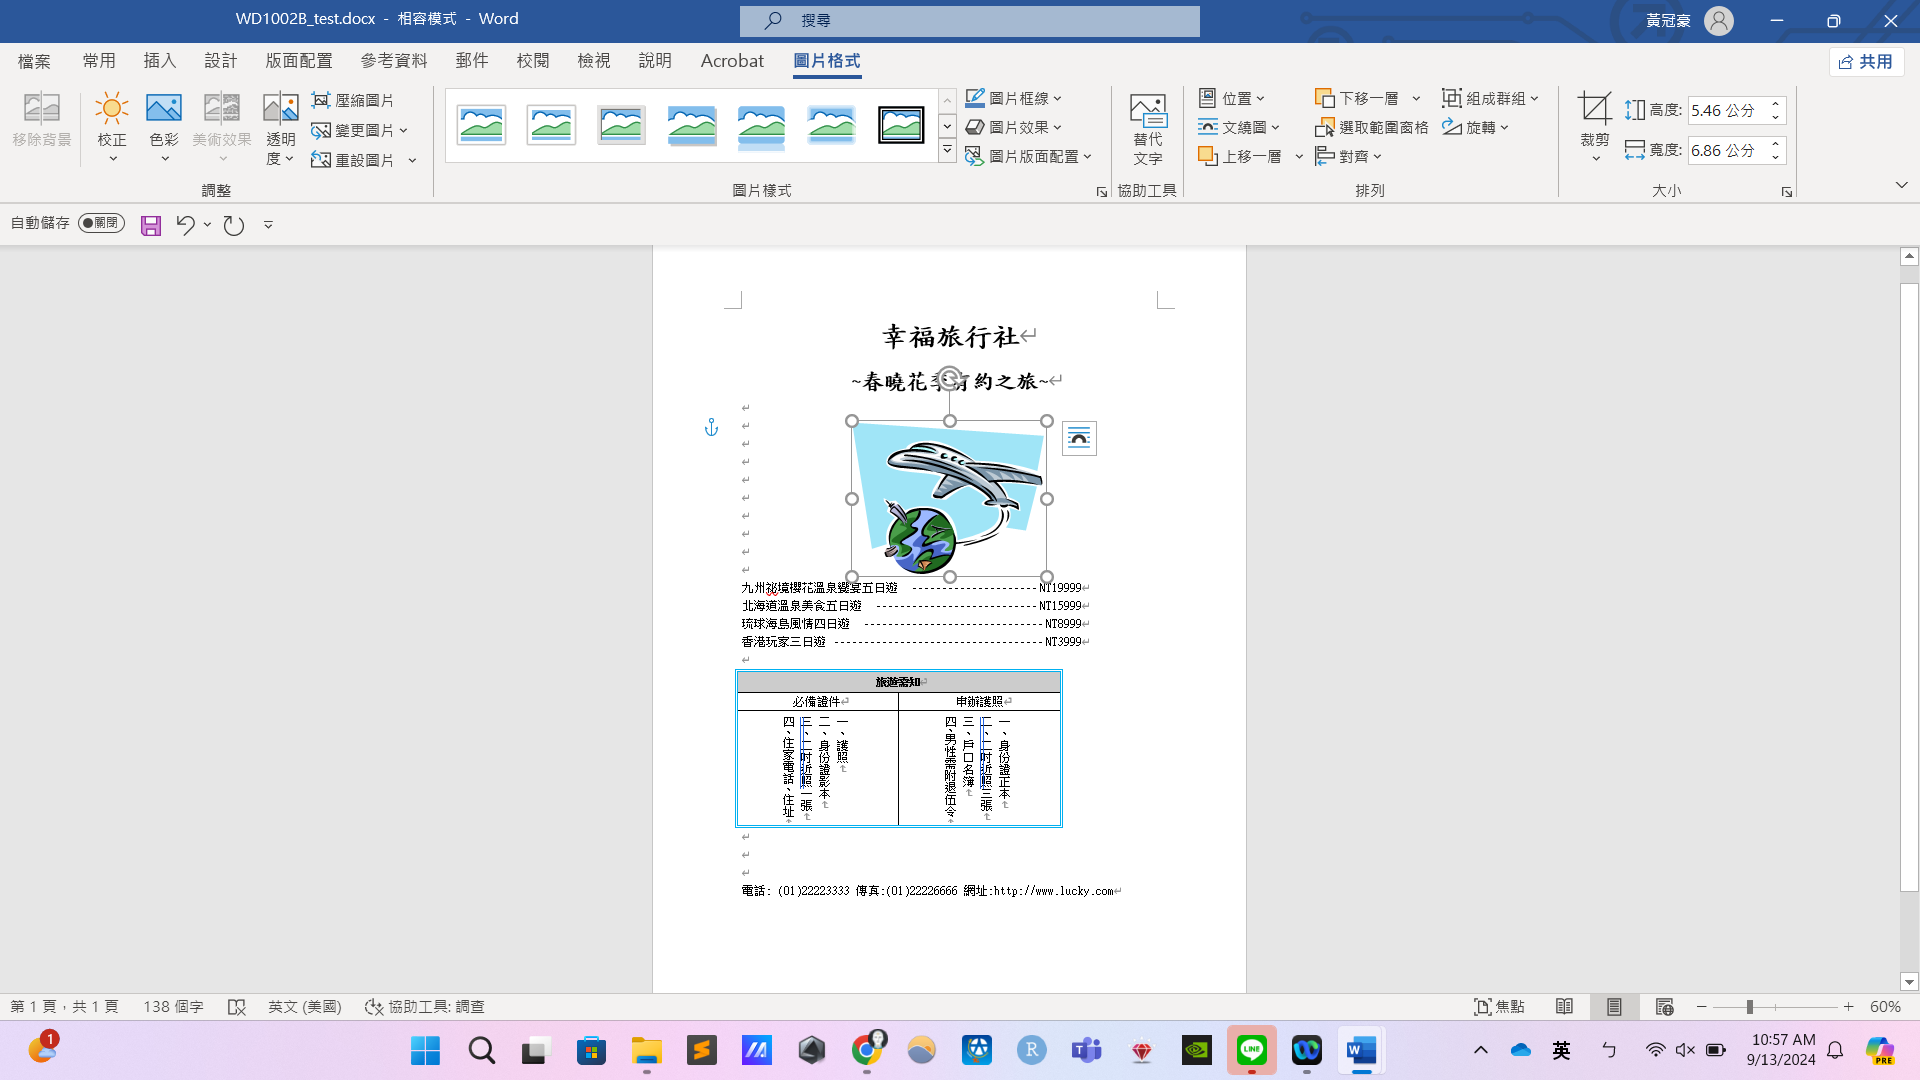 WD1002B_test.docx - 相容模式 - Word
搜尋
黃冠豪
檔案 常用 插入 設計 版面配置 參考資料 郵件 校閱 檢視 說明 Acrobat 圖片格式
共用
移除背景
校正
色彩
美術效果
透明度
壓縮圖片
變更圖片
重設圖片
調整
圖片樣式
圖片框線
圖片效果
圖片版面配置
替代文字
協助工具
位置
文繞圖
上移一層
下移一層
選取範圍窗格
對齊
組成群組
旋轉
排列
裁剪
高度: 5.46 公分
寬度: 6.86 公分
大小
自動儲存 關閉
幸福旅行社
~春曉花季有約之旅~
九州祕境櫻花溫泉饗宴五日遊 ---------------------NT19999
北海道溫泉美食五日遊 ---------------------------NT15999
琉球海島風情四日遊 ------------------------------NT8999
香港玩家三日遊 -----------------------------------NT3999
旅遊需知
必備證件 申辦護照
一、護照
二、身份證影本
三、二吋近照一張
四、住家電話、住址
一、身份證正本
二、二吋近照三張
三、戶口名簿
四、男性需附退伍令
電話: (01)22223333 傳真:(01)22226666 網址:http://www.lucky.com
第 1 頁，共 1 頁 138 個字 英文 (美國) 協助工具: 調查
焦點
60%
1
英
ㄅ
10:57 AM
9/13/2024
PRE